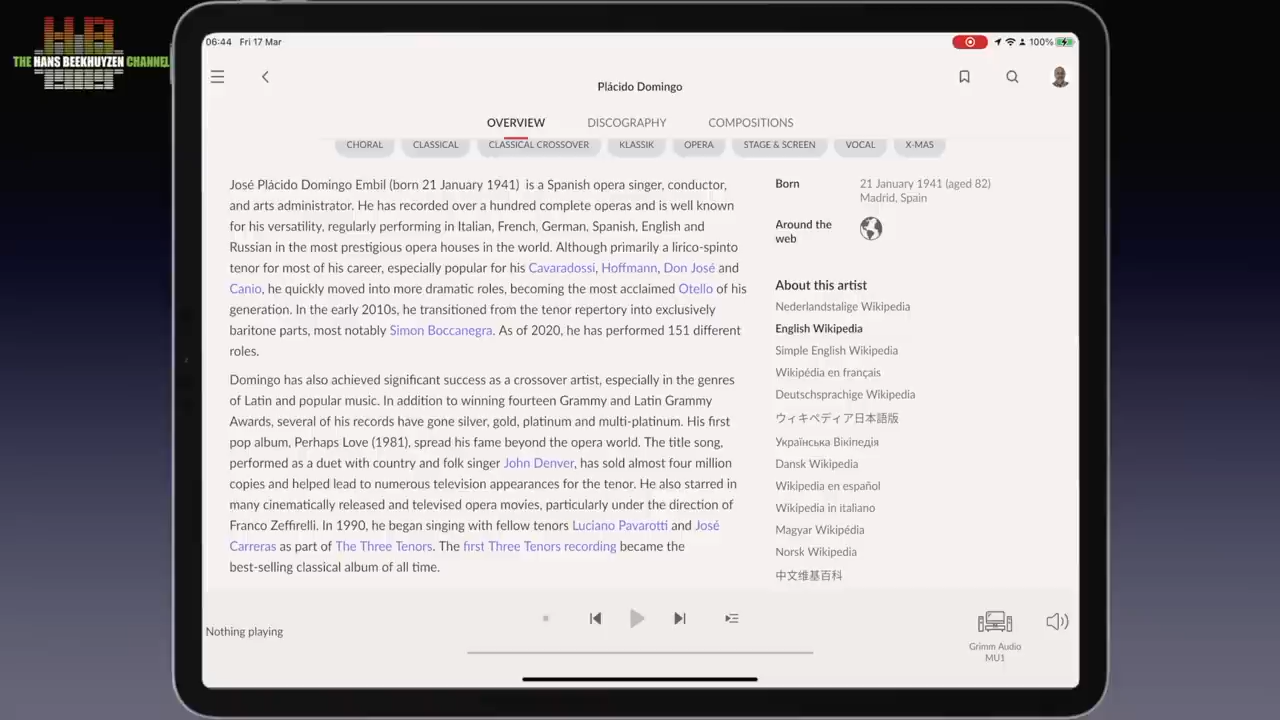 THE HANS BEEKHUYZEN CHANNEL
06:44 Fri 17 Mar
100%
Plácido Domingo
OVERVIEW DISCOGRAPHY COMPOSITIONS
CHORAL CLASSICAL CLASSICAL CROSSOVER KLASSIK OPERA STAGE & SCREEN VOCAL X-MAS
José Plácido Domingo Embil (born 21 January 1941) is a Spanish opera singer, conductor,
and arts administrator. He has recorded over a hundred complete operas and is well known
for his versatility, regularly performing in Italian, French, German, Spanish, English and
Russian in the most prestigious opera houses in the world. Although primarily a lirico-spinto
tenor for most of his career, especially popular for his Cavaradossi, Hoffmann, Don José and
Canio, he quickly moved into more dramatic roles, becoming the most acclaimed Otello of his
generation. In the early 2010s, he transitioned from the tenor repertory into exclusively
baritone parts, most notably Simon Boccanegra. As of 2020, he has performed 151 different
roles.
Domingo has also achieved significant success as a crossover artist, especially in the genres
of Latin and popular music. In addition to winning fourteen Grammy and Latin Grammy
Awards, several of his records have gone silver, gold, platinum and multi-platinum. His first
pop album, Perhaps Love (1981), spread his fame beyond the opera world. The title song,
performed as a duet with country and folk singer John Denver, has sold almost four million
copies and helped lead to numerous television appearances for the tenor. He also starred in
many cinematically released and televised opera movies, particularly under the direction of
Franco Zeffirelli. In 1990, he began singing with fellow tenors Luciano Pavarotti and José
Carreras as part of The Three Tenors. The first Three Tenors recording became the
best-selling classical album of all time.
Born
21 January 1941 (aged 82)
Madrid, Spain
Around the
web
About this artist
Nederlandstalige Wikipedia
English Wikipedia
Simple English Wikipedia
Wikipédia en français
Deutschsprachige Wikipedia
ウィキペディア日本語版
Українська Вікіпедія
Dansk Wikipedia
Wikipedia en español
Wikipedia in italiano
Magyar Wikipédia
Norsk Wikipedia
中文维基百科
Nothing playing
Grimm Audio
MU1